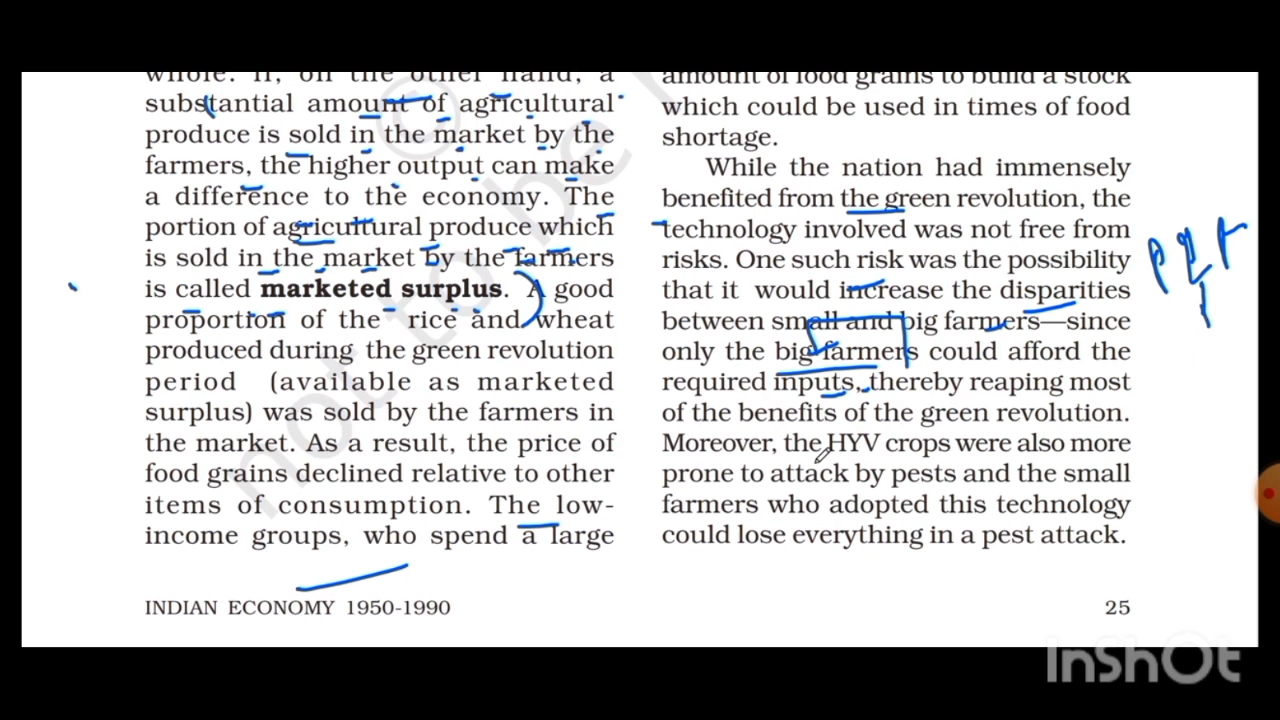 whole. If, on the other hand, a
substantial amount of agricultural
produce is sold in the market by the
farmers, the higher output can make
a difference to the economy. The
portion of agricultural produce which
is sold in the market by the farmers
is called marketed surplus. A good
proportion of the rice and wheat
produced during the green revolution
period (available as marketed
surplus) was sold by the farmers in
the market. As a result, the price of
food grains declined relative to other
items of consumption. The low-
income groups, who spend a large
INDIAN ECONOMY 1950-1990
amount of food grains to build a stock
which could be used in times of food
shortage.
While the nation had immensely
benefited from the green revolution, the
technology involved was not free from
risks. One such risk was the possibility
that it would increase the disparities
between small and big farmers—since
only the big farmers could afford the
required inputs, thereby reaping most
of the benefits of the green revolution.
Moreover, the HYV crops were also more
prone to attack by pests and the small
farmers who adopted this technology
could lose everything in a pest attack.
25
not to be
©
InShOt